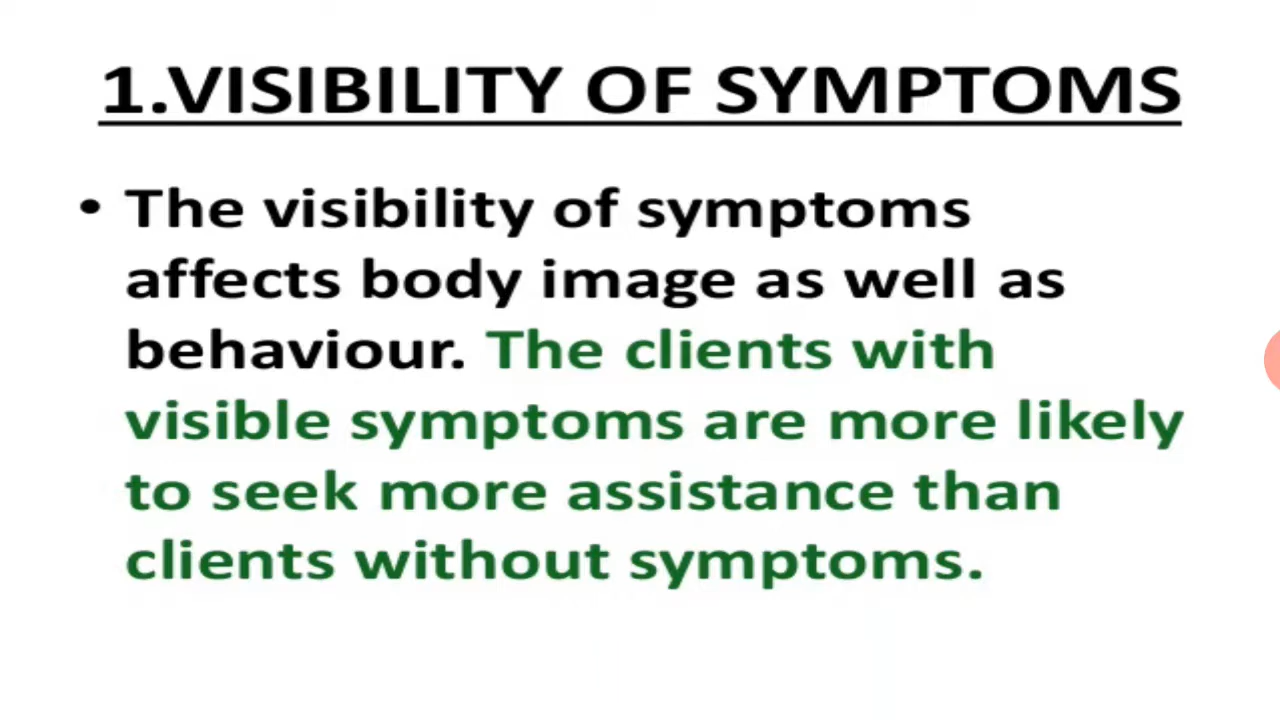 1.VISIBILITY OF SYMPTOMS
• The visibility of symptoms
affects body image as well as
behaviour. The clients with
visible symptoms are more likely
to seek more assistance than
clients without symptoms.